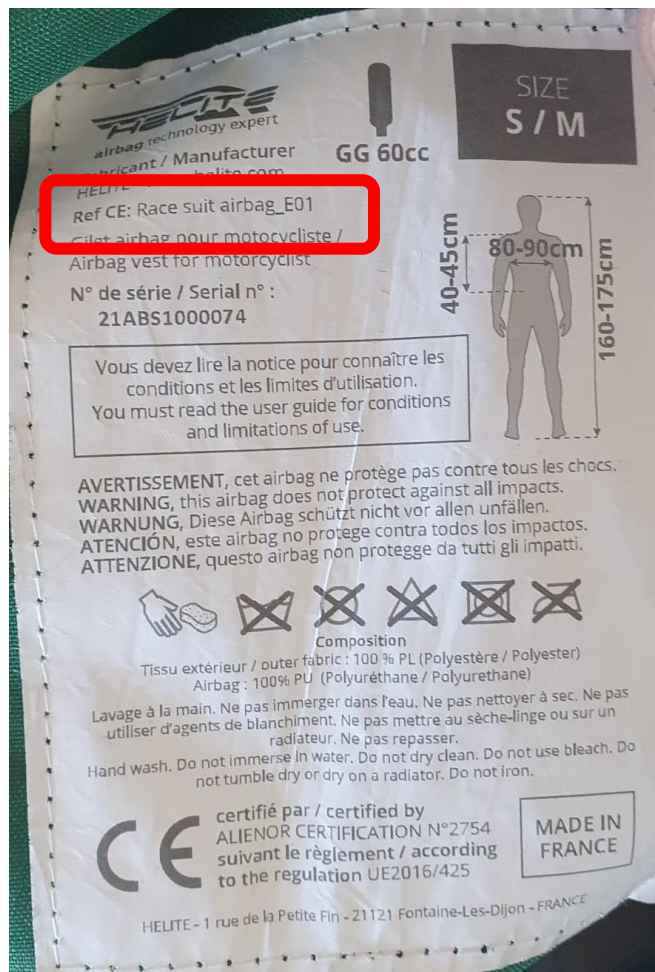 HELITE
airbag technology expert
Fabricant / Manufacturer
HELITE
Ref CE: Race suit airbag_E01
Gilet airbag pour motocycliste /
Airbag vest for motorcyclist
N° de série / Serial n° :
21ABS1000074
GG 60cc
SIZE
S / M
40-45cm
80-90cm
160-175cm
Vous devez lire la notice pour connaître les
conditions et les limites d'utilisation.
You must read the user guide for conditions
and limitations of use.
AVERTISSEMENT, cet airbag ne protège pas contre tous les chocs.
WARNING, this airbag does not protect against all impacts.
WARNUNG, Diese Airbag schützt nicht vor allen unfällen.
ATENCIÓN, este airbag no protege contra todos los impactos.
ATTENZIONE, questo airbag non protegge da tutti gli impatti.
Composition
Tissu extérieur / outer fabric : 100 % PL (Polyestère / Polyester)
Airbag : 100% PU (Polyuréthane / Polyurethane)
Lavage à la main. Ne pas immerger dans l'eau. Ne pas nettoyer à sec. Ne pas
utiliser d'agents de blanchiment. Ne pas mettre au sèche-linge ou sur un
radiateur. Ne pas repasser.
Hand wash. Do not immerse in water. Do not dry clean. Do not use bleach. Do
not tumble dry or dry on a radiator. Do not iron.
CE
certifié par / certified by
ALIENOR CERTIFICATION N°2754
suivant le règlement / according
to the regulation UE2016/425
MADE IN
FRANCE
HELITE - 1 rue de la Petite Fin - 21121 Fontaine-Les-Dijon - FRANCE